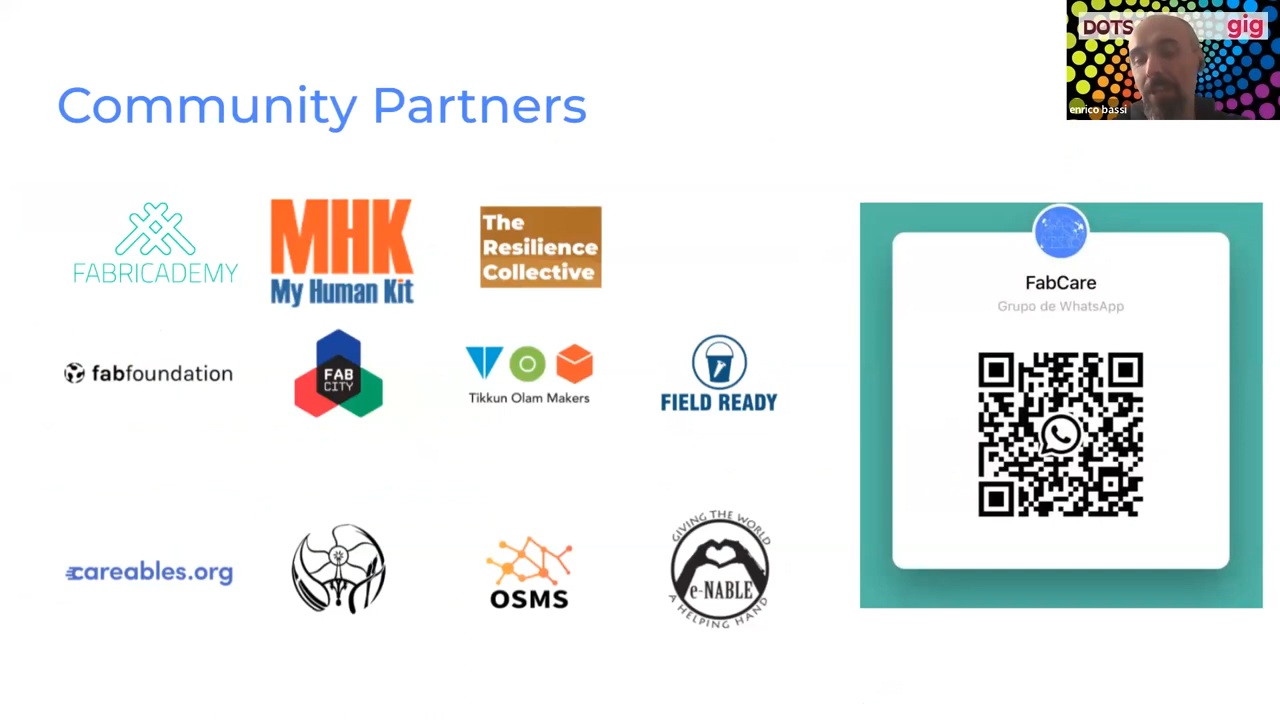 DOTS
gig
enrico bassi
Community Partners
FABRICADEMY
MHK
My Human Kit
The
Resilience
Collective
fabfoundation
FAB
CITY
Tikkun Olam Makers
FIELD READY
careables.org
OSMS
GIVING THE WORLD
e-NABLE
A HELPING HAND
FabCare
Grupo de WhatsApp